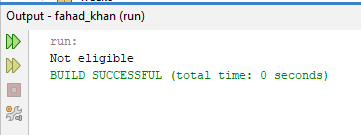 Output - fahad_khan (run)
run:
Not eligible
BUILD SUCCESSFUL (total time: 0 seconds)